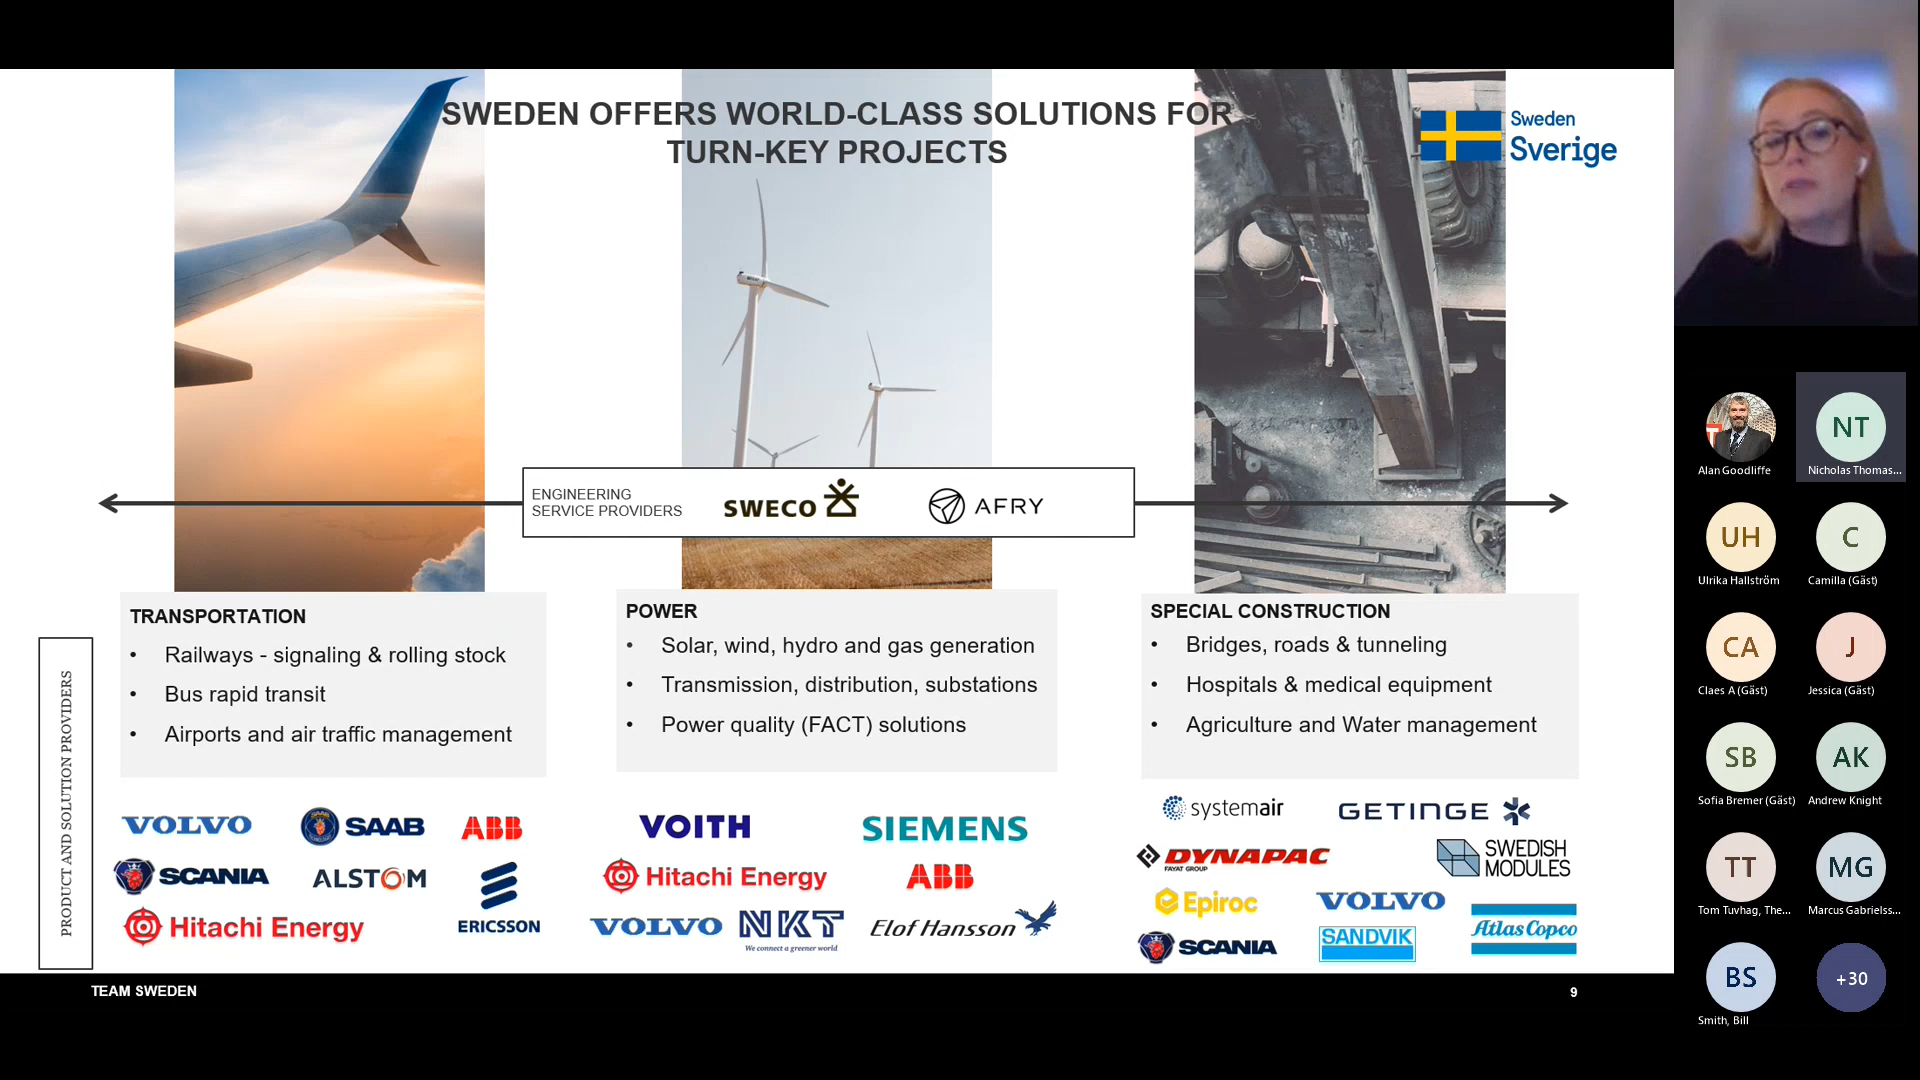 SWEDEN OFFERS WORLD-CLASS SOLUTIONS FOR
TURN-KEY PROJECTS
Sweden
Sverige
ENGINEERING
SERVICE PROVIDERS
SWECO
AFRY
PRODUCT AND SOLUTION PROVIDERS
TRANSPORTATION
• Railways - signaling & rolling stock
• Bus rapid transit
• Airports and air traffic management
POWER
• Solar, wind, hydro and gas generation
• Transmission, distribution, substations
• Power quality (FACT) solutions
SPECIAL CONSTRUCTION
• Bridges, roads & tunneling
• Hospitals & medical equipment
• Agriculture and Water management
VOLVO
SAAB
ABB
SCANIA
ALSTOM
ERICSSON
Hitachi Energy
VOITH
SIEMENS
Hitachi Energy
ABB
VOLVO
NKT
We connect a greener world
Elof Hansson
systemair
GETINGE
DYNAPAC
FAYAT GROUP
SWEDISH
MODULES
Epiroc
VOLVO
Atlas Copco
SCANIA
SANDVIK
TEAM SWEDEN
9
Alan Goodliffe
NT
Nicholas Thomas...
UH
Ulrika Hallström
C
Camilla (Gäst)
CA
Claes A (Gäst)
J
Jessica (Gäst)
SB
Sofia Bremer (Gäst)
AK
Andrew Knight
TT
Tom Tuvhag, The...
MG
Marcus Gabrielss...
BS
Smith, Bill
+30